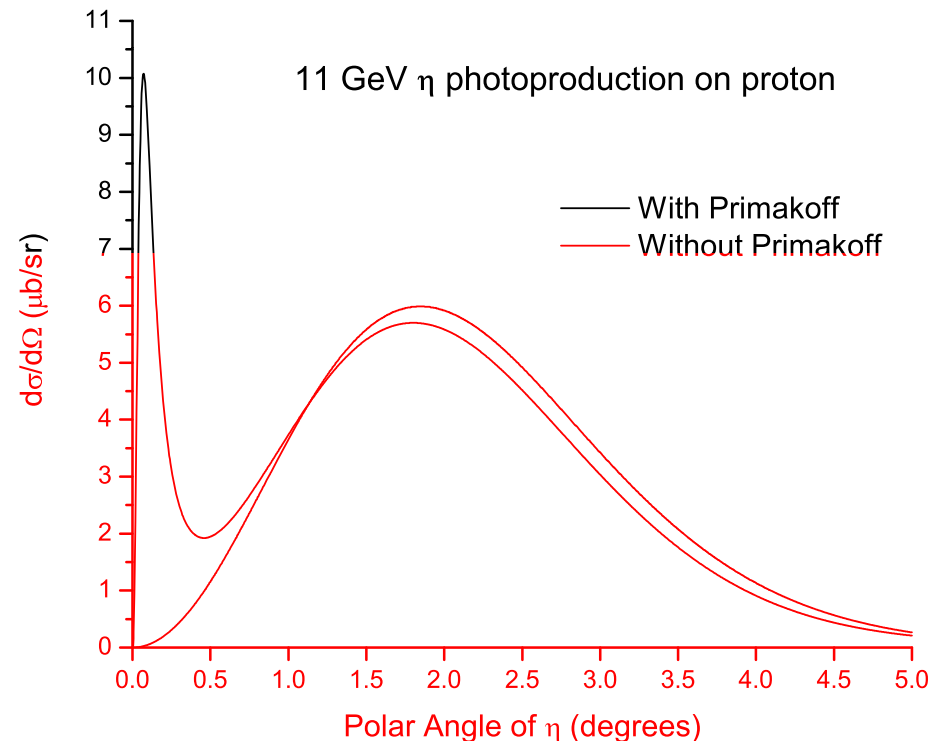 11 GeV η photoproduction on proton
With Primakoff
Without Primakoff
dσ/dΩ (μb/sr)
11
10
9
8
7
6
5
4
3
2
1
0
0.0 0.5 1.0 1.5 2.0 2.5 3.0 3.5 4.0 4.5 5.0
Polar Angle of η (degrees)